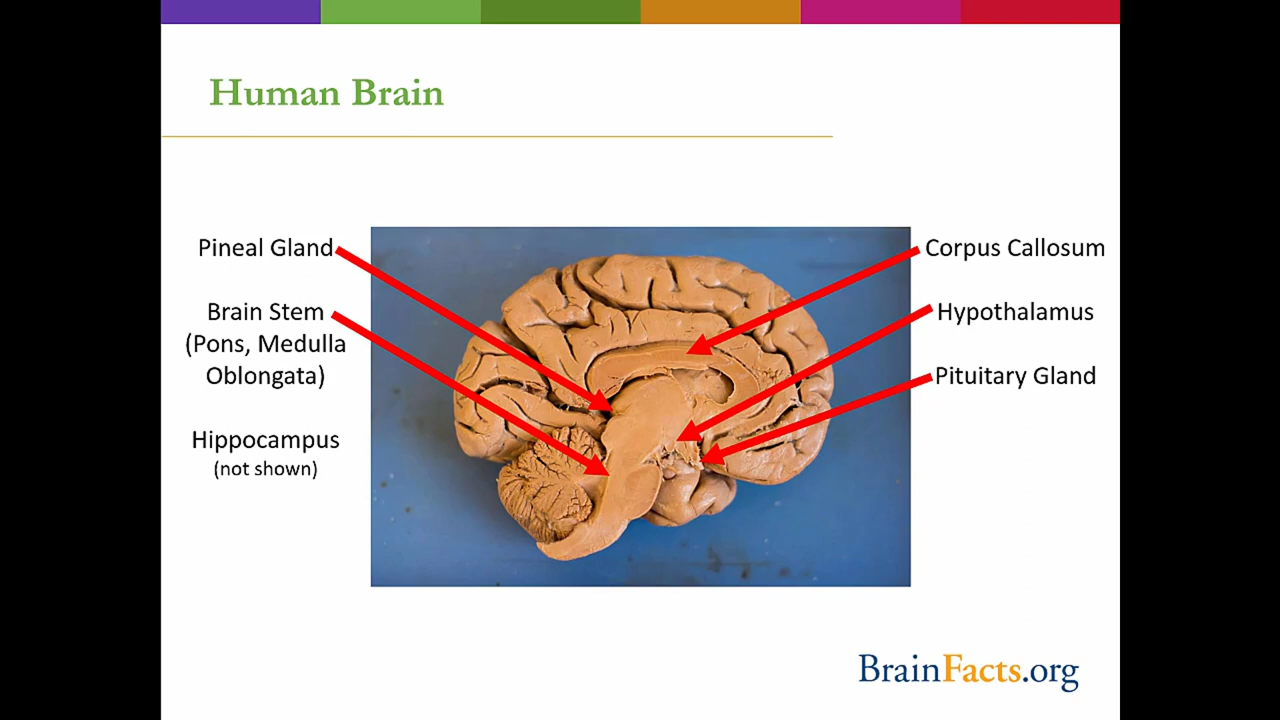 Human Brain
Pineal Gland
Brain Stem
(Pons, Medulla
Oblongata)
Hippocampus
(not shown)
Corpus Callosum
Hypothalamus
Pituitary Gland
BrainFacts.org